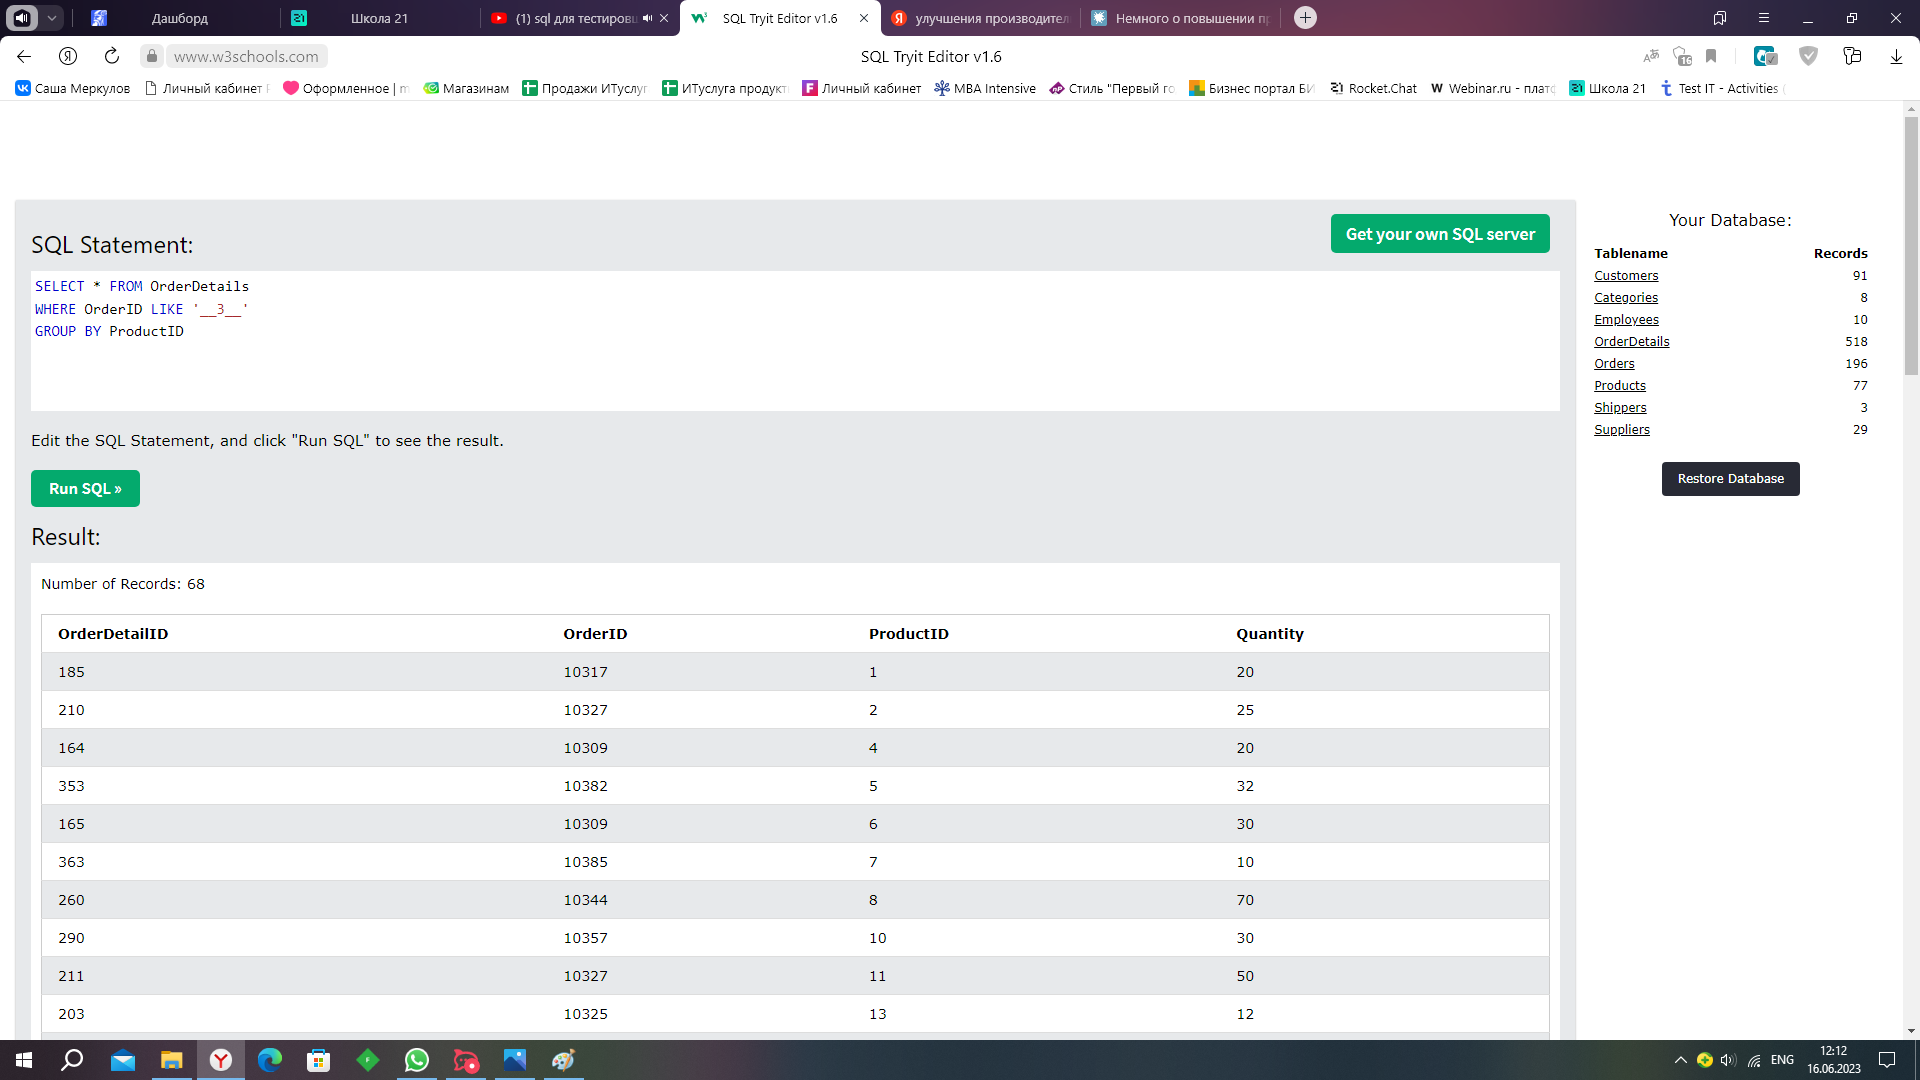 Дашборд
Школа 21
(1) sql для тестировщ
SQL Tryit Editor v1.6
улучшения производител
Немного о повышении пр
www.w3schools.com
SQL Tryit Editor v1.6
16
Саша Меркулов
Личный кабинет
Оформленное | m
Магазинам
Продажи ИТуслуг
ИТуслуга продукт
Личный кабинет
MBA Intensive
Стиль "Первый го
Бизнес портал БИ
Rocket.Chat
Webinar.ru - плат
Школа 21
Test IT - Activities
SQL Statement:
Get your own SQL server
SELECT * FROM OrderDetails
WHERE OrderID LIKE '__3__'
GROUP BY ProductID
Edit the SQL Statement, and click "Run SQL" to see the result.
Run SQL »
Result:
Number of Records: 68
OrderDetailID OrderID ProductID Quantity
185 10317 1 20
210 10327 2 25
164 10309 4 20
353 10382 5 32
165 10309 6 30
363 10385 7 10
260 10344 8 70
290 10357 10 30
211 10327 11 50
203 10325 13 12
Your Database:
Tablename Records
Customers 91
Categories 8
Employees 10
OrderDetails 518
Orders 196
Products 77
Shippers 3
Suppliers 29
Restore Database
ENG
12:12
16.06.2023